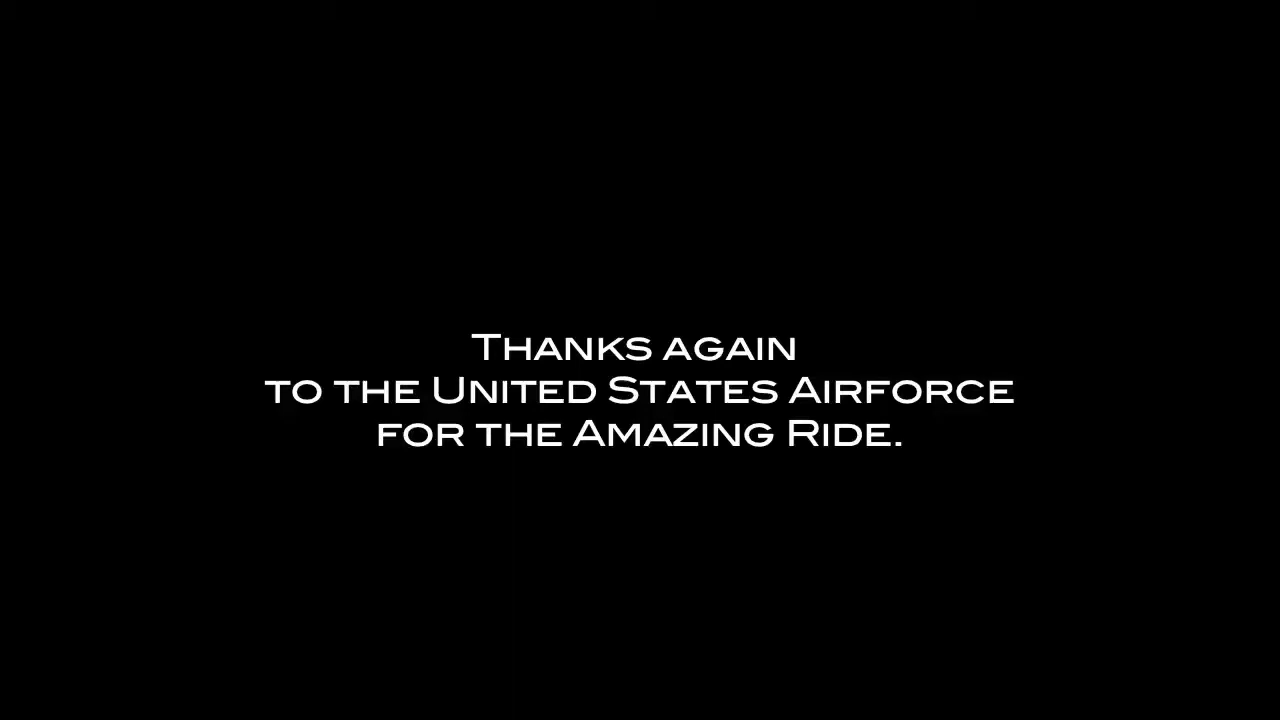 Thanks again
to the United States Airforce
for the Amazing Ride.